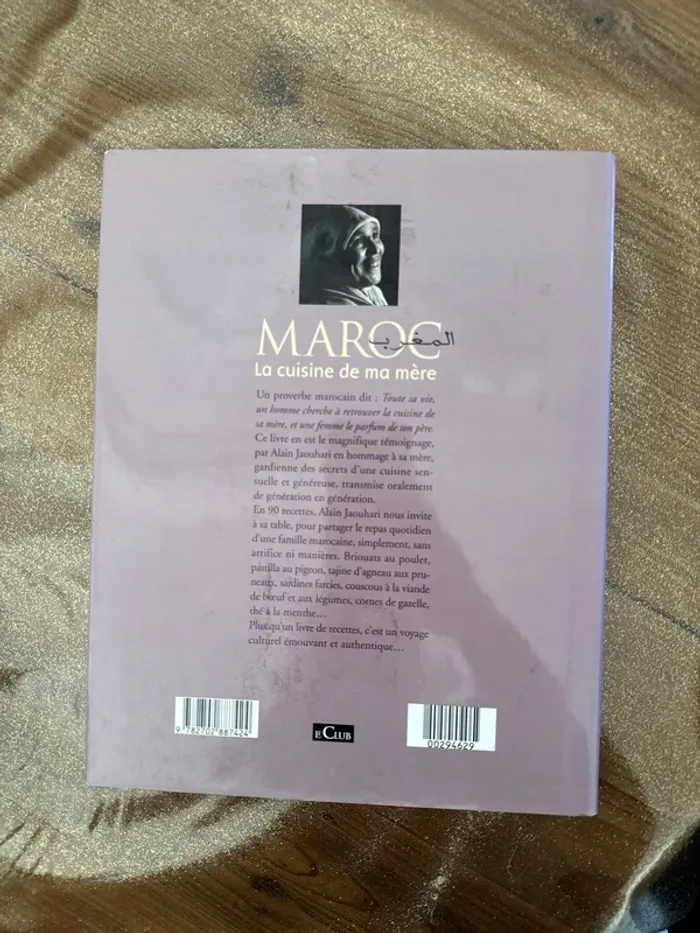 MAROC
المغرب
La cuisine de ma mère
Un proverbe marocain dit : Toute sa vie,
un homme cherche à retrouver la cuisine de
sa mère, et une femme le parfum de son père.
Ce livre en est le magnifique témoignage,
par Alain Jaouhari en hommage à sa mère,
gardienne des secrets d'une cuisine sen-
suelle et généreuse, transmise oralement
de génération en génération.
En 90 recettes, Alain Jaouhari nous invite
à sa table, pour partager le repas quotidien
d'une famille marocaine, simplement, sans
artifice ni manières. Briouats au poulet,
pastilla au pigeon, tajine d'agneau aux pru-
neaux, sardines farcies, couscous à la viande
de bœuf et aux légumes, cornes de gazelle,
thé à la menthe...
Plus qu'un livre de recettes, c'est un voyage
culturel émouvant et authentique...
9 782702 887424
LE CLUB
00294629